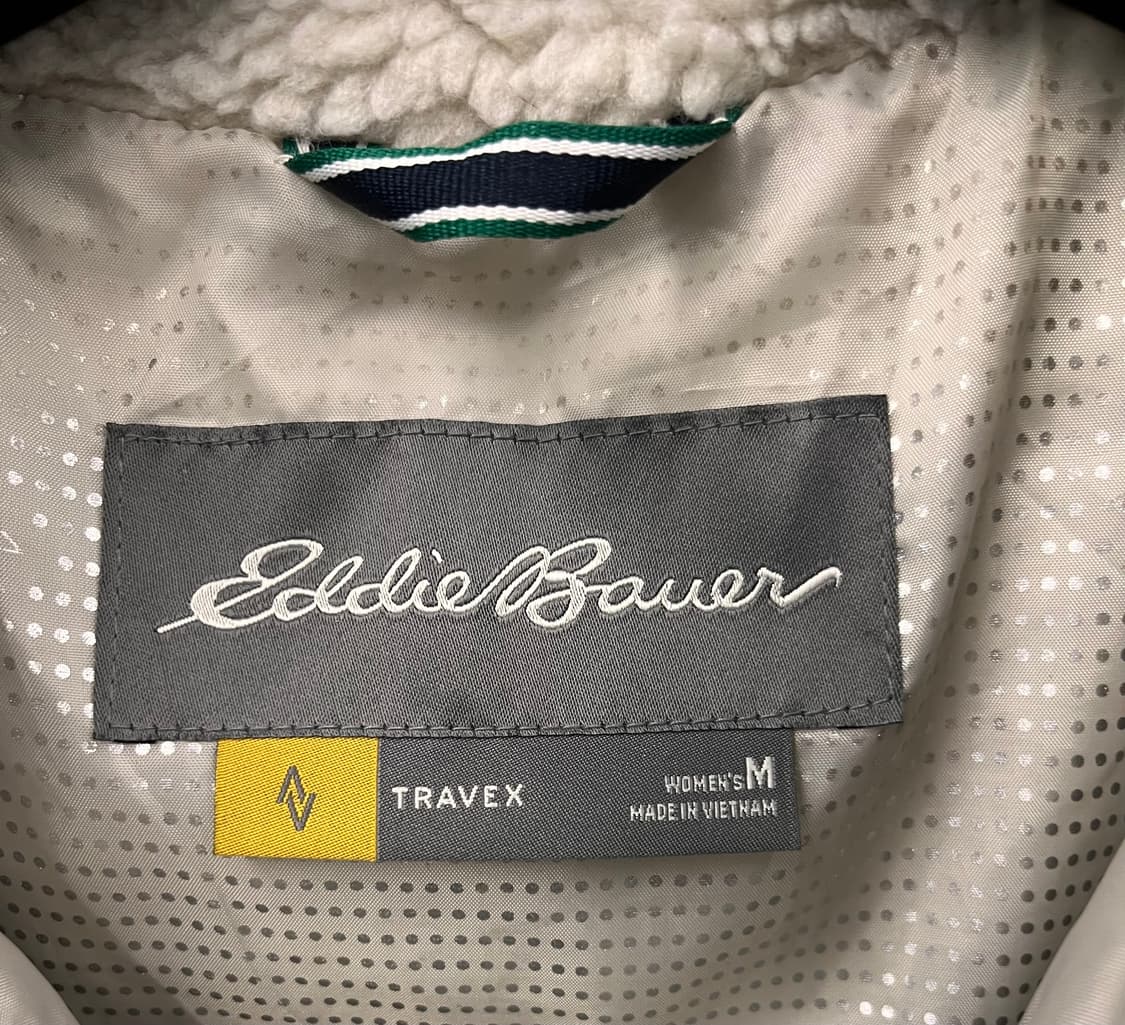 Eddie Bauer
TRAVEX
WOMEN'S M
MADE IN VIETNAM